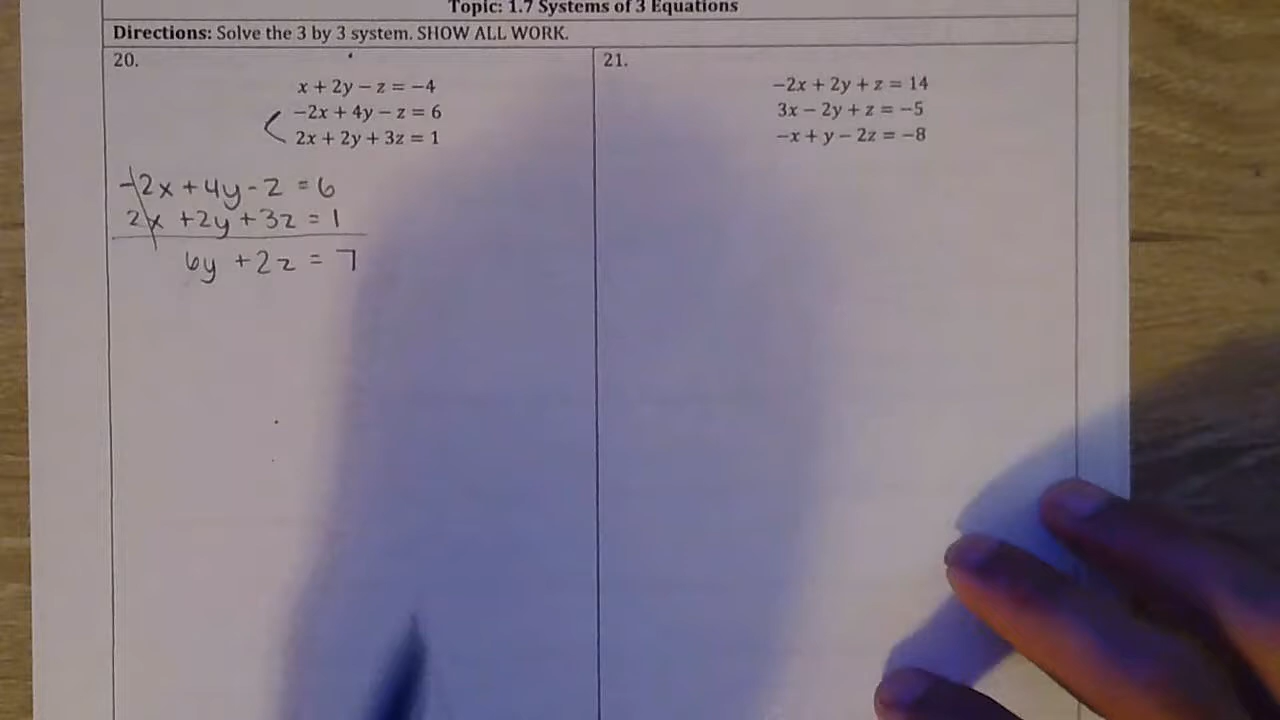 Topic: 1.7 Systems of 3 Equations
Directions: Solve the 3 by 3 system. SHOW ALL WORK.
20.
x + 2y − z = −4
−2x + 4y − z = 6
2x + 2y + 3z = 1
-2x + 4y - z = 6
2x + 2y + 3z = 1
6y + 2z = 7
21.
−2x + 2y + z = 14
3x − 2y + z = −5
−x + y − 2z = −8